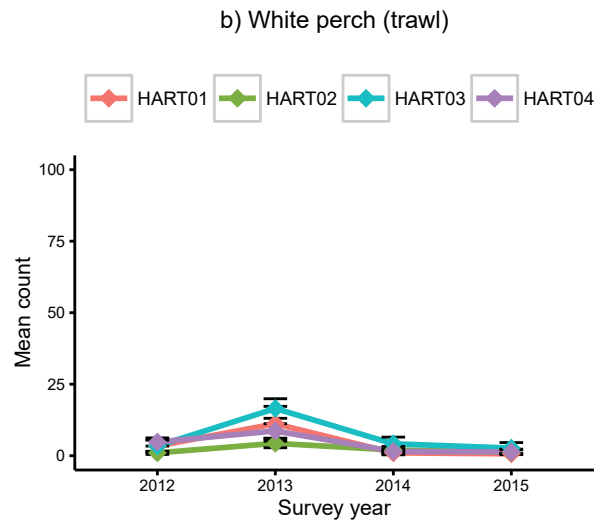 b) White perch (trawl)
HART01 HART02 HART03 HART04
100
75
50
25
0
Mean count
2012 2013 2014 2015
Survey year